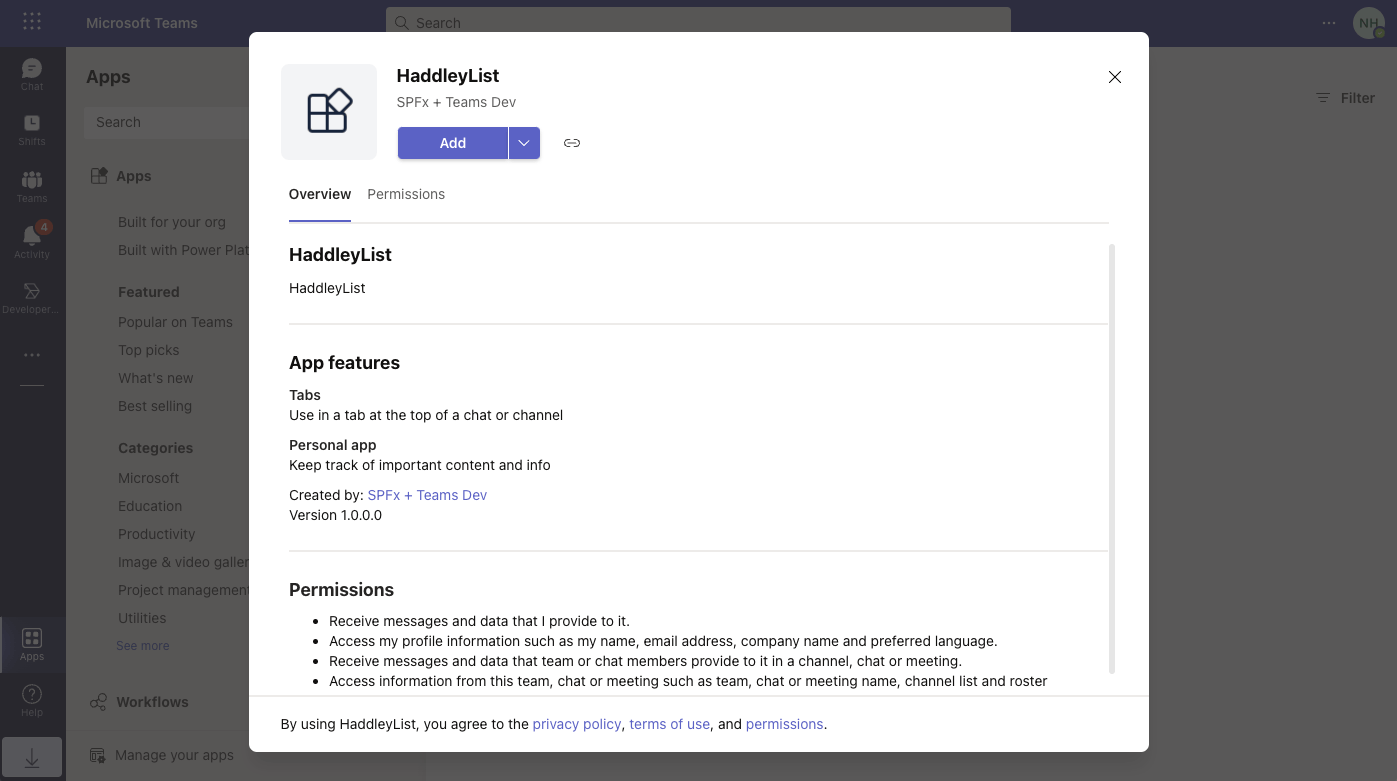 Microsoft Teams
Search
NH
Chat
Shifts
Teams
4
Activity
Developer...
Apps
Help
Apps
Search
Apps
Built for your org
Built with Power Plat
Featured
Popular on Teams
Top picks
What's new
Best selling
Categories
Microsoft
Education
Productivity
Image & video galler
Project management
Utilities
See more
Workflows
Manage your apps
Filter
HaddleyList
SPFx + Teams Dev
Add
Overview Permissions
HaddleyList
HaddleyList
App features
Tabs
Use in a tab at the top of a chat or channel
Personal app
Keep track of important content and info
Created by: SPFx + Teams Dev
Version 1.0.0.0
Permissions
• Receive messages and data that I provide to it.
• Access my profile information such as my name, email address, company name and preferred language.
• Receive messages and data that team or chat members provide to it in a channel, chat or meeting.
• Access information from this team, chat or meeting such as team, chat or meeting name, channel list and roster
By using HaddleyList, you agree to the privacy policy, terms of use, and permissions.